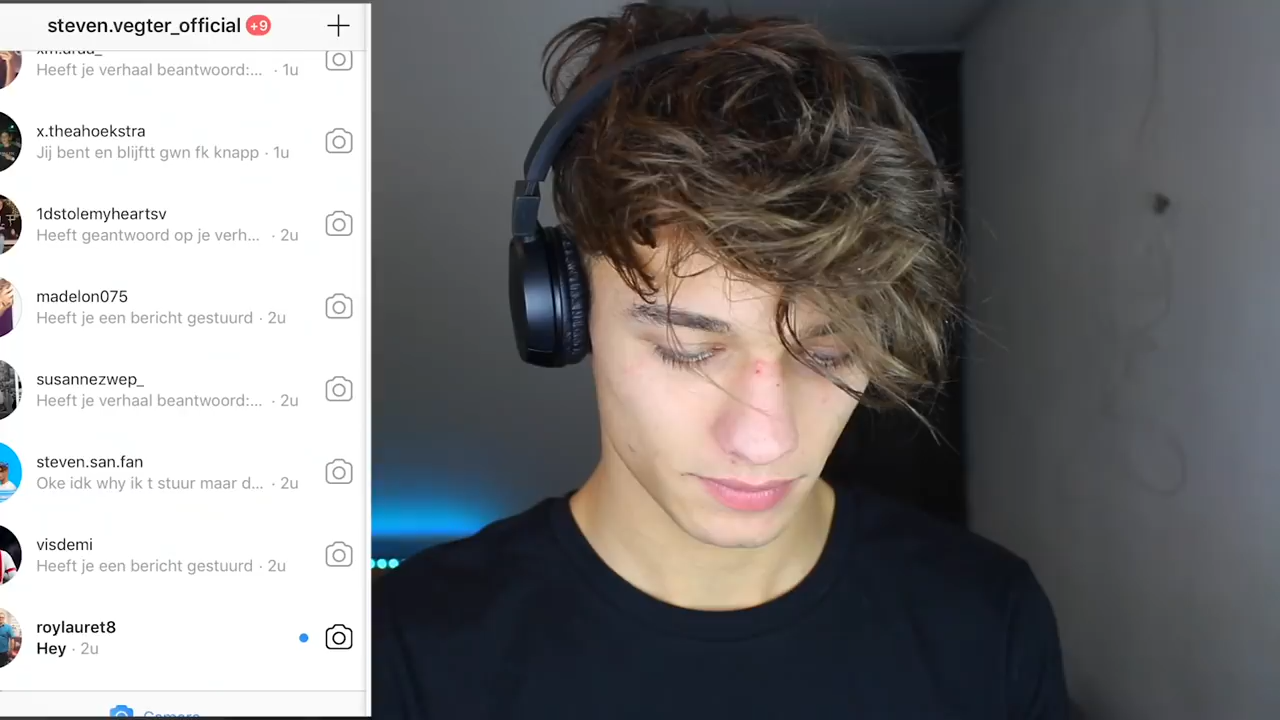 steven.vegter_official +9
Heeft je verhaal beantwoord:... · 1u
x.theahoekstra
Jij bent en blijftt gwn fk knapp · 1u
1dstolemyheartsv
Heeft geantwoord op je verh... · 2u
madelon075
Heeft je een bericht gestuurd · 2u
susannezwep_
Heeft je verhaal beantwoord:... · 2u
steven.san.fan
Oke idk why ik t stuur maar d... · 2u
visdemi
Heeft je een bericht gestuurd · 2u
roylauret8
Hey · 2u